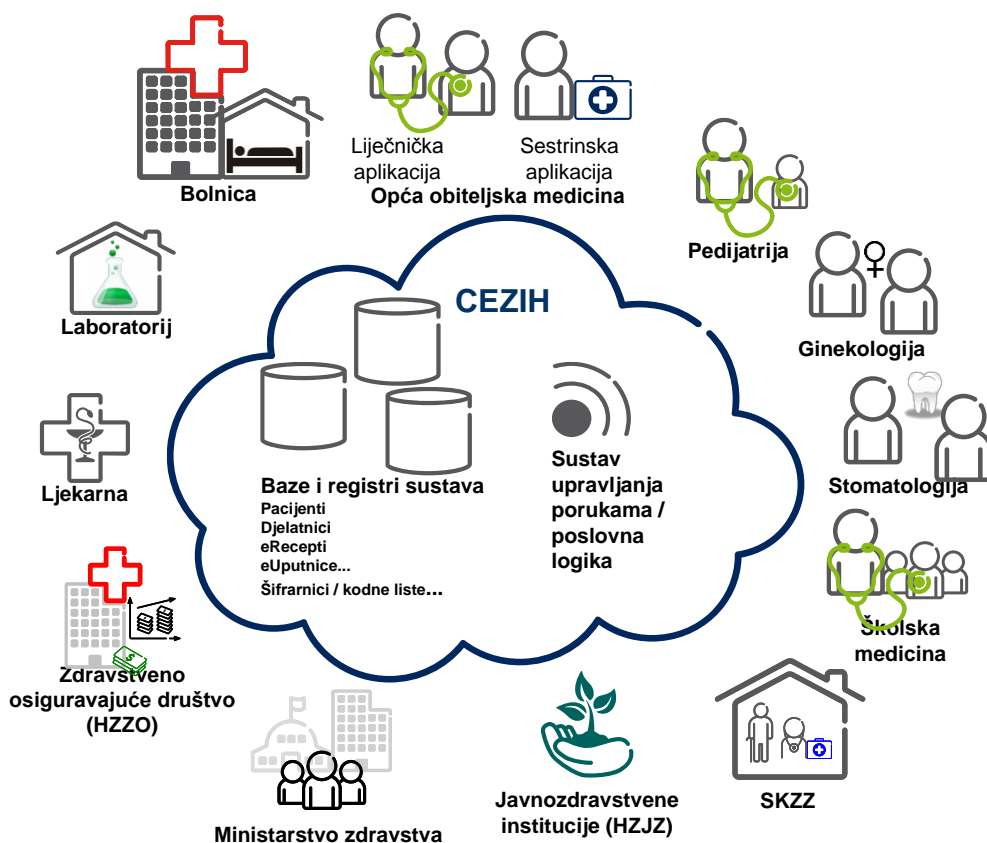 Bolnica
Liječnička
aplikacija
Sestrinska
aplikacija
Opća obiteljska medicina
Pedijatrija
Ginekologija
Stomatologija
Školska
medicina
SKZZ
Javnozdravstvene
institucije (HZJZ)
Ministarstvo zdravstva
Zdravstveno
osiguravajuće društvo
(HZZO)
Ljekarna
Laboratorij
CEZIH
Baze i registri sustava
Pacijenti
Djelatnici
eRecepti
eUputnice...
Šifrarnici / kodne liste...
Sustav
upravljanja
porukama /
poslovna
logika